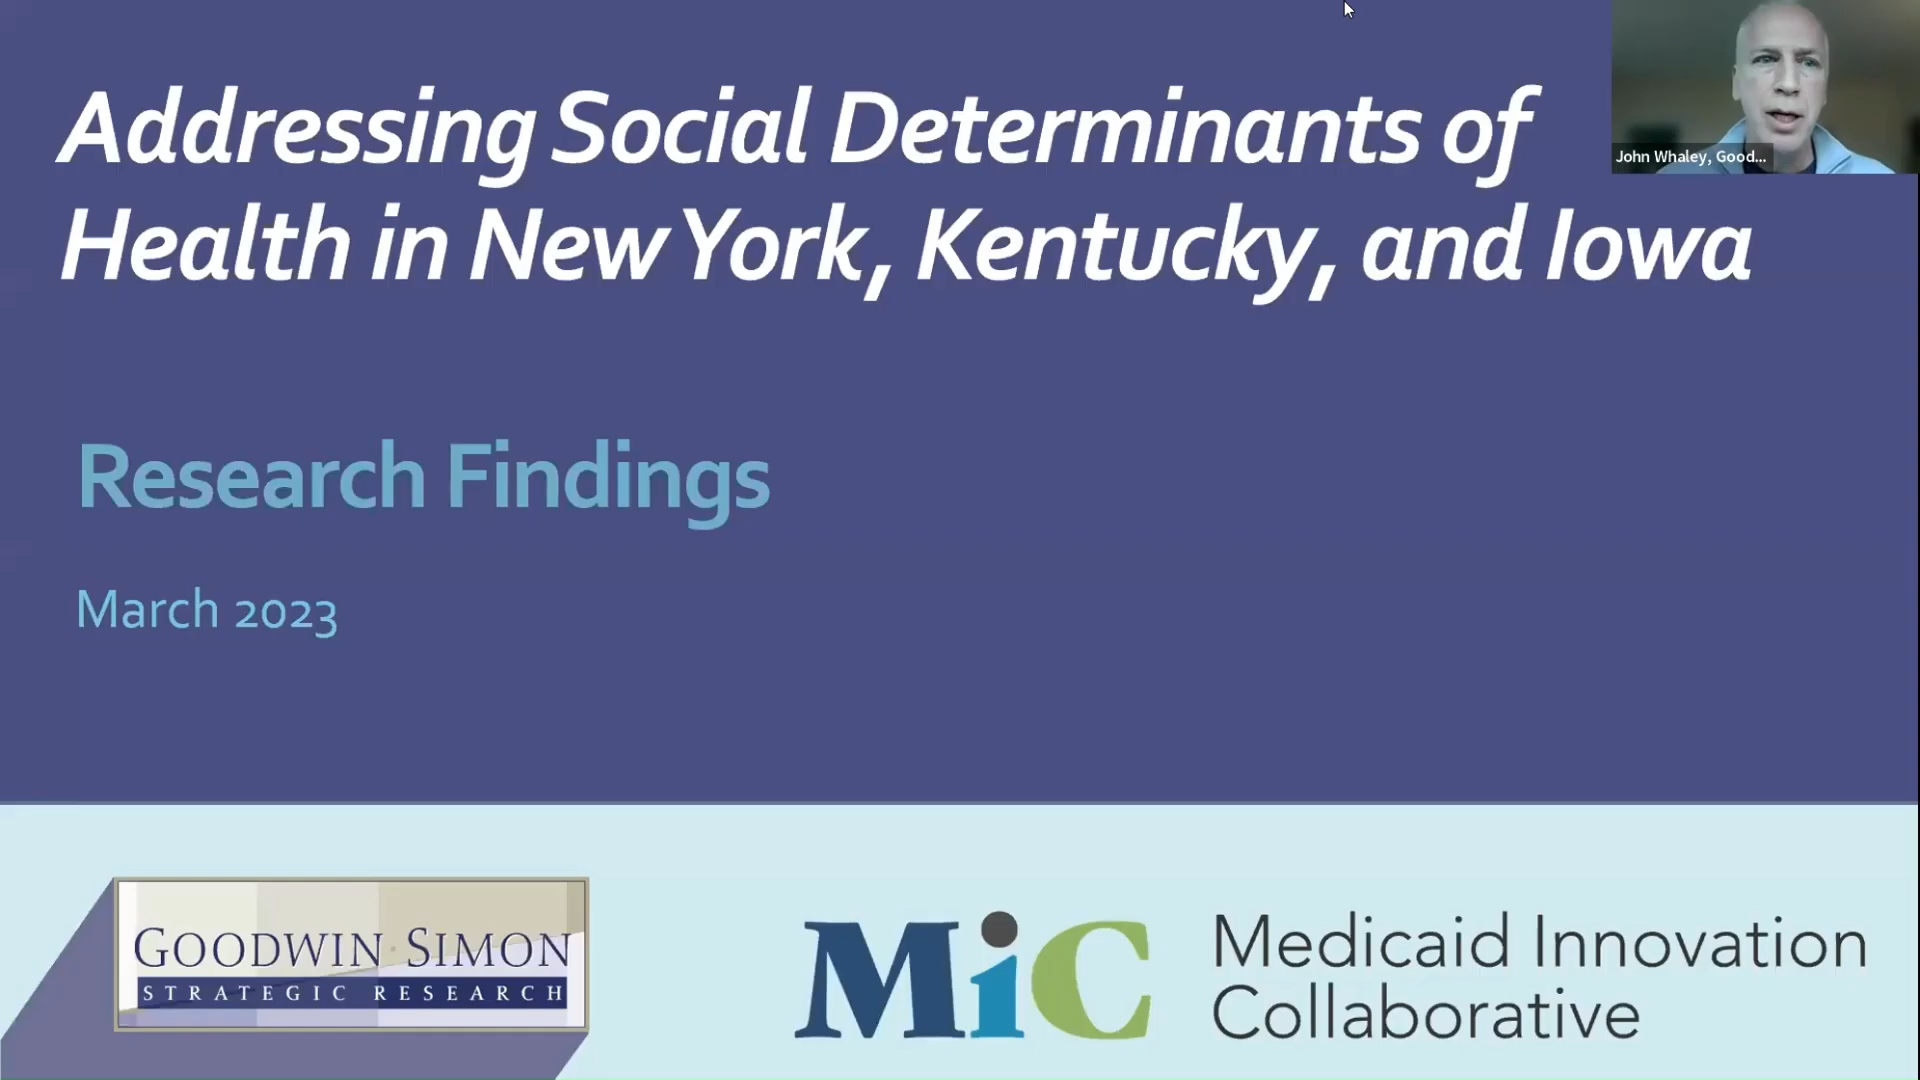 Addressing Social Determinants of
Health in New York, Kentucky, and Iowa
John Whaley, Good...
Research Findings
March 2023
GOODWIN SIMON
STRATEGIC RESEARCH
MiC
Medicaid Innovation
Collaborative